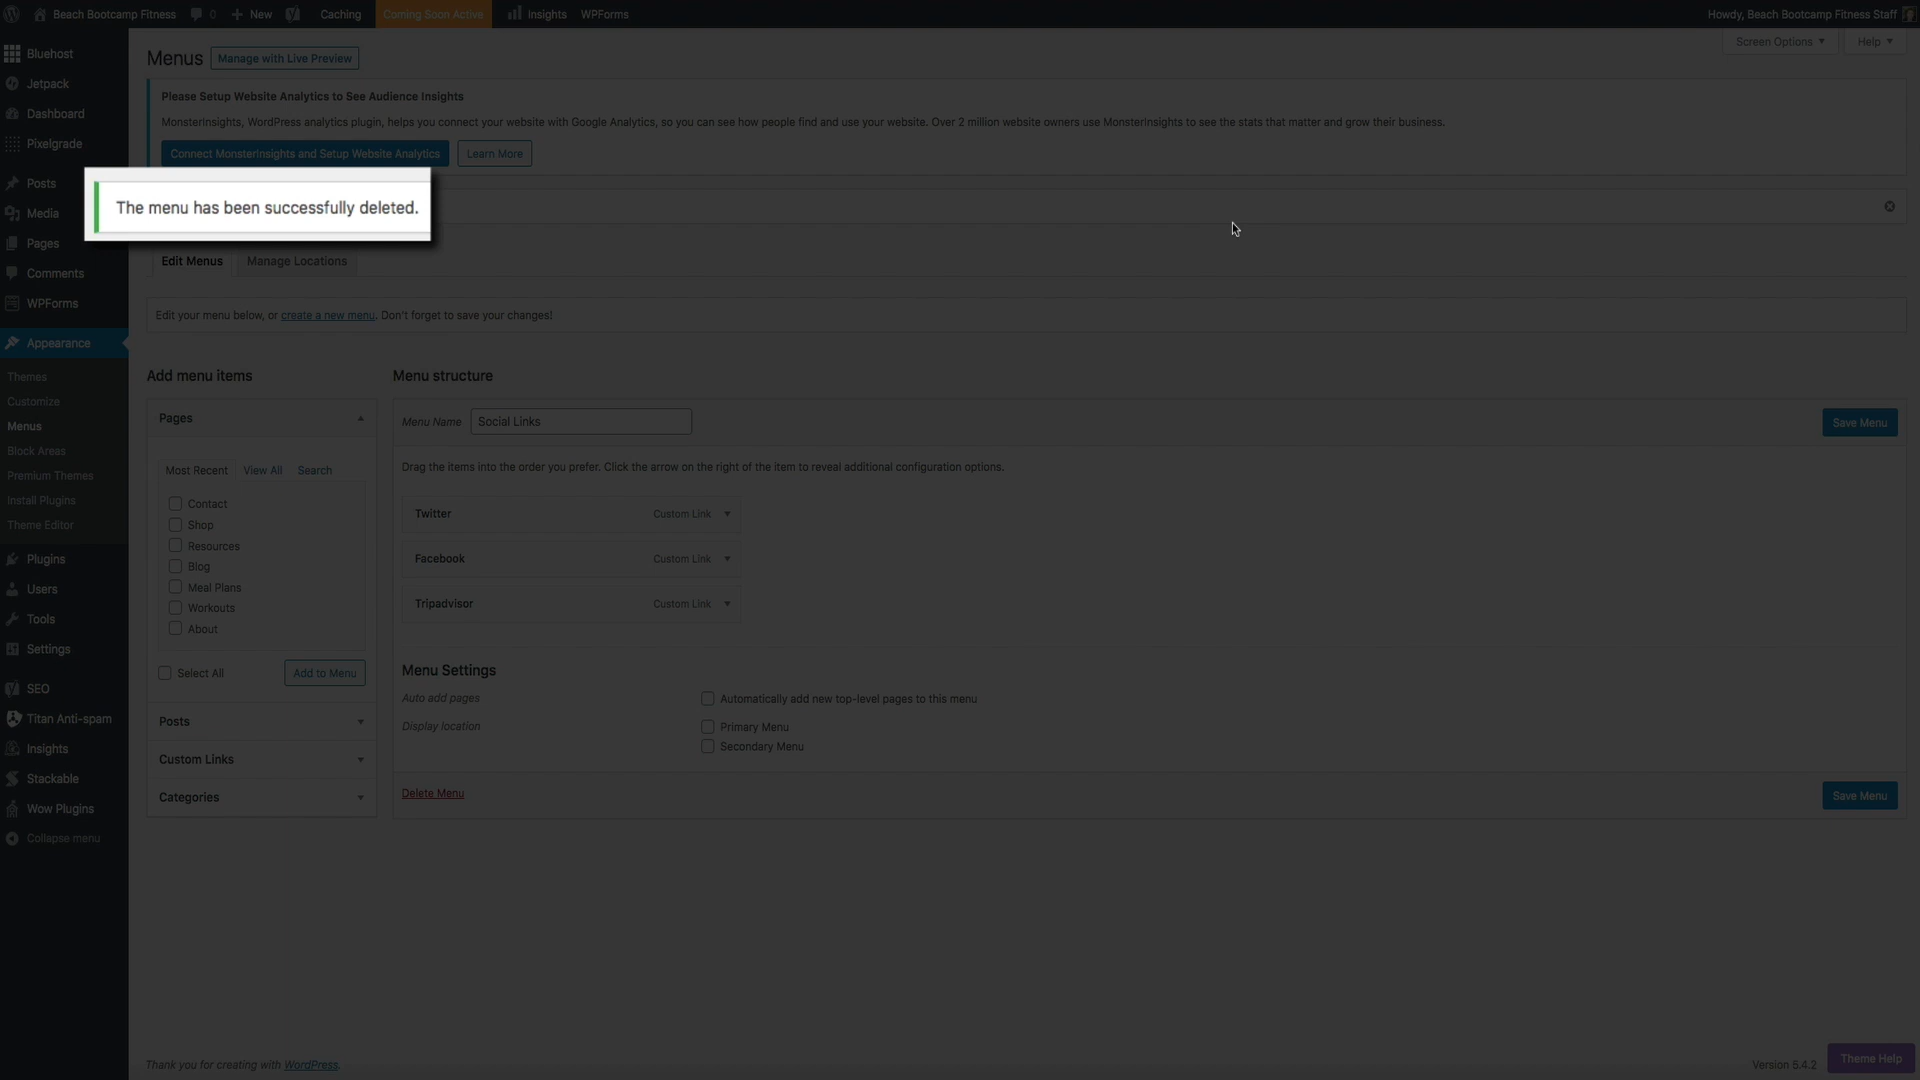 Beach Bootcamp Fitness 0 New Caching Coming Soon Active Insights WPForms Howdy, Beach Bootcamp Fitness Staff
Screen Options Help
Menus Manage with Live Preview
Please Setup Website Analytics to See Audience Insights
MonsterInsights, WordPress analytics plugin, helps you connect your website with Google Analytics, so you can see how people find and use your website. Over 2 million website owners use MonsterInsights to see the stats that matter and grow their business.
Connect MonsterInsights and Setup Website Analytics Learn More
The menu has been successfully deleted.
Edit Menus Manage Locations
Edit your menu below, or create a new menu. Don't forget to save your changes!
Bluehost
Jetpack
Dashboard
Pixelgrade
Posts
Media
Pages
Comments
WPForms
Appearance
Themes
Customize
Menus
Block Areas
Premium Themes
Install Plugins
Theme Editor
Plugins
Users
Tools
Settings
SEO
Titan Anti-spam
Insights
Stackable
Wow Plugins
Collapse menu
Add menu items
Pages
Most Recent View All Search
Contact
Shop
Resources
Blog
Meal Plans
Workouts
About
Select All Add to Menu
Posts
Custom Links
Categories
Menu structure
Menu Name Social Links Save Menu
Drag the items into the order you prefer. Click the arrow on the right of the item to reveal additional configuration options.
Twitter Custom Link
Facebook Custom Link
Tripadvisor Custom Link
Menu Settings
Auto add pages Automatically add new top-level pages to this menu
Display location Primary Menu
Secondary Menu
Delete Menu Save Menu
Thank you for creating with WordPress.
Version 5.4.2 Theme Help